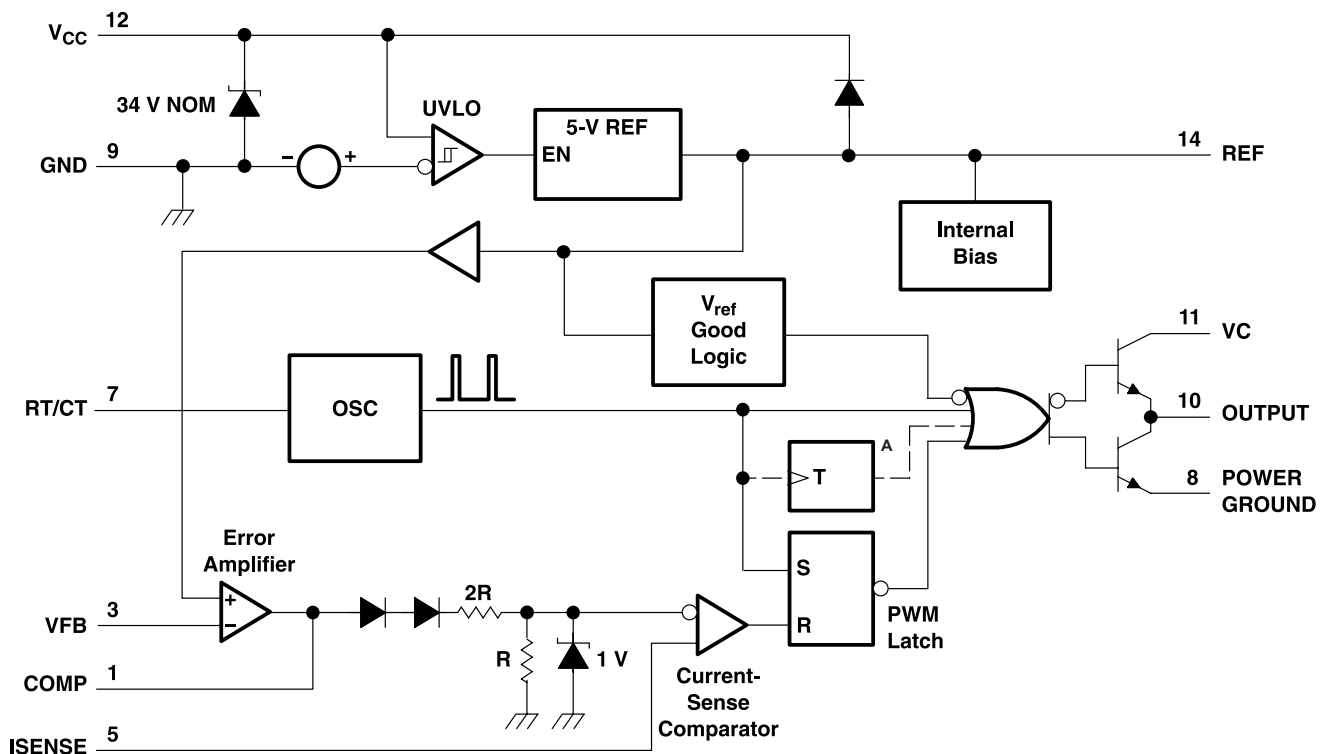 VCC
12
34 V NOM
UVLO
5-V REF
EN
GND
9
−
+
14
REF
Internal
Bias
Vref
Good
Logic
11
VC
RT/CT
7
OSC
10
OUTPUT
A
T
8
POWER
GROUND
Error
Amplifier
S
R
PWM
Latch
+
−
VFB
3
2R
R
1 V
COMP
1
Current-
Sense
Comparator
ISENSE
5